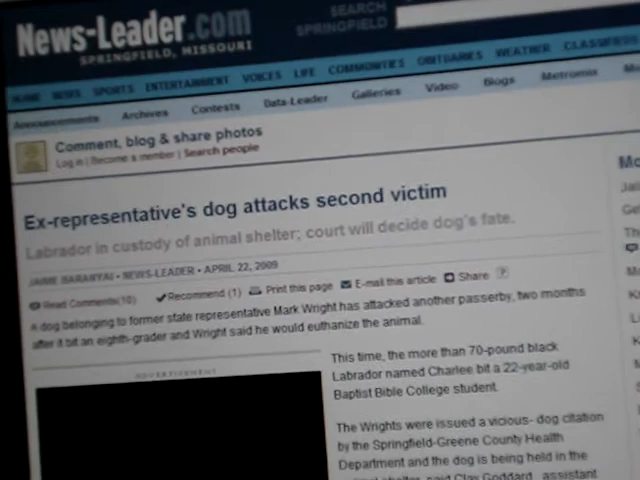 News-Leader.com
SPRINGFIELD, MISSOURI
SEARCH
SPRINGFIELD
HOME NEWS SPORTS ENTERTAINMENT VOICES LIFE COMMUNITIES OBITUARIES WEATHER CLASSIFIEDS
Announcements Archives Contests Data-Leader Galleries Video Blogs Metromix
Comment, blog & share photos
Log in | Become a member | Search people
Ex-representative's dog attacks second victim
Labrador in custody of animal shelter; court will decide dog's fate.
JAIME BARANYAI • NEWS-LEADER • APRIL 22, 2009
Read Comments(10) Recommend (1) Print this page E-mail this article Share ?
A dog belonging to former state representative Mark Wright has attacked another passerby, two months
after it bit an eighth-grader and Wright said he would euthanize the animal.
ADVERTISEMENT
This time, the more than 70-pound black
Labrador named Charlee bit a 22-year-old
Baptist Bible College student.
The Wrights were issued a vicious- dog citation
by the Springfield-Greene County Health
Department and the dog is being held in the
shelter, said Clay Goddard, assistant